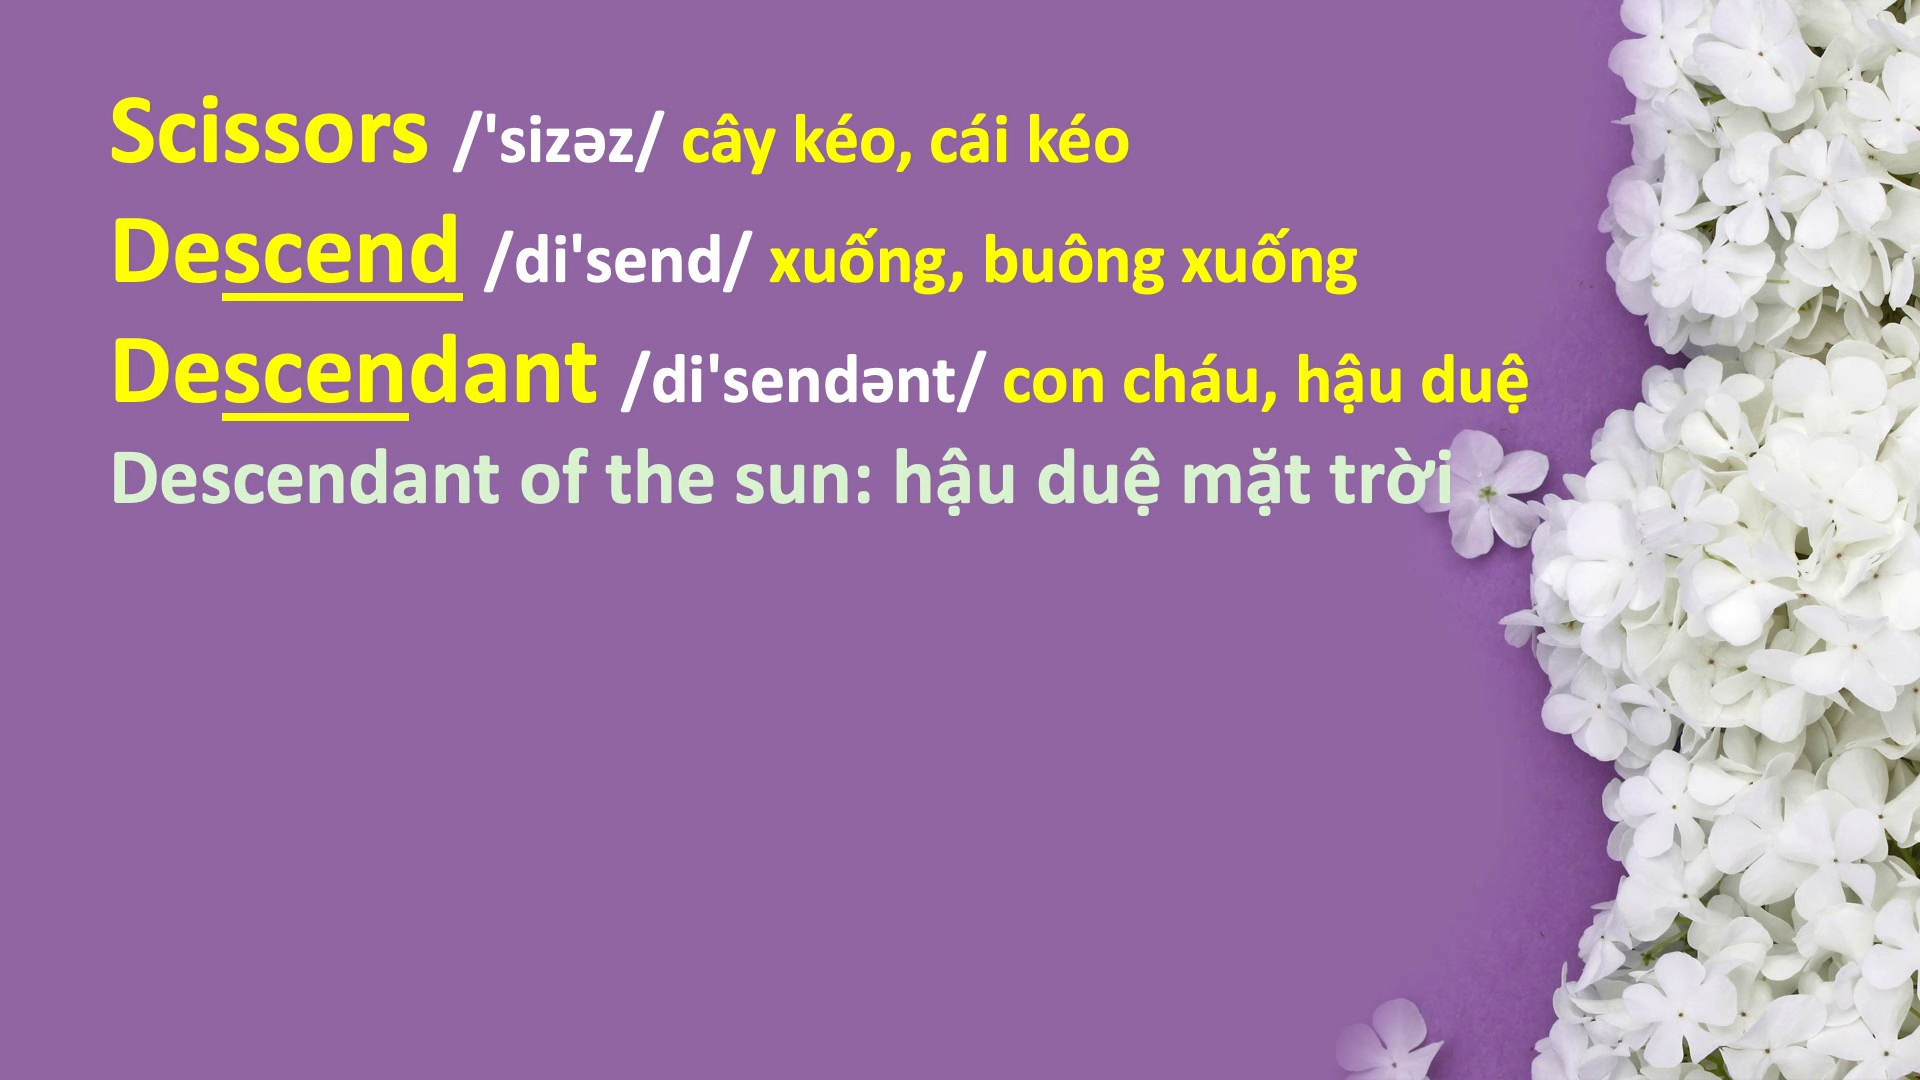 Scissors /'sizəz/ cây kéo, cái kéo
Descend /di'send/ xuống, buông xuống
Descendant /di'sendənt/ con cháu, hậu duệ
Descendant of the sun: hậu duệ mặt trời